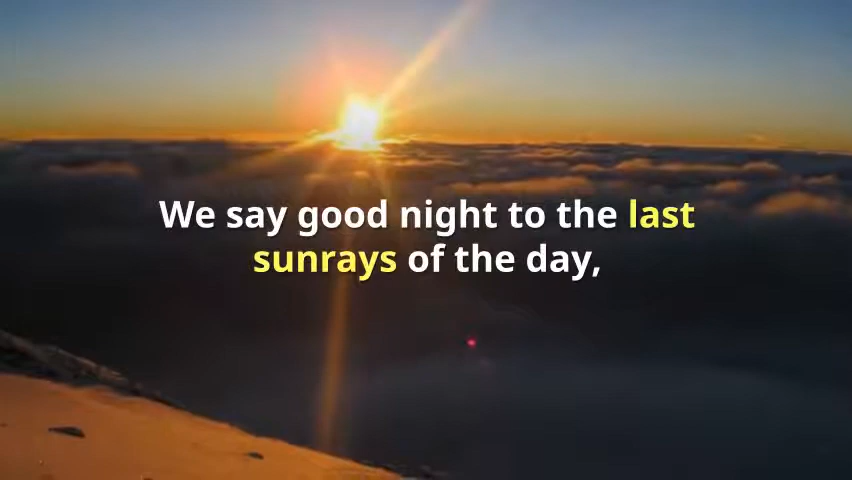 We say good night to the last
sunrays of the day,